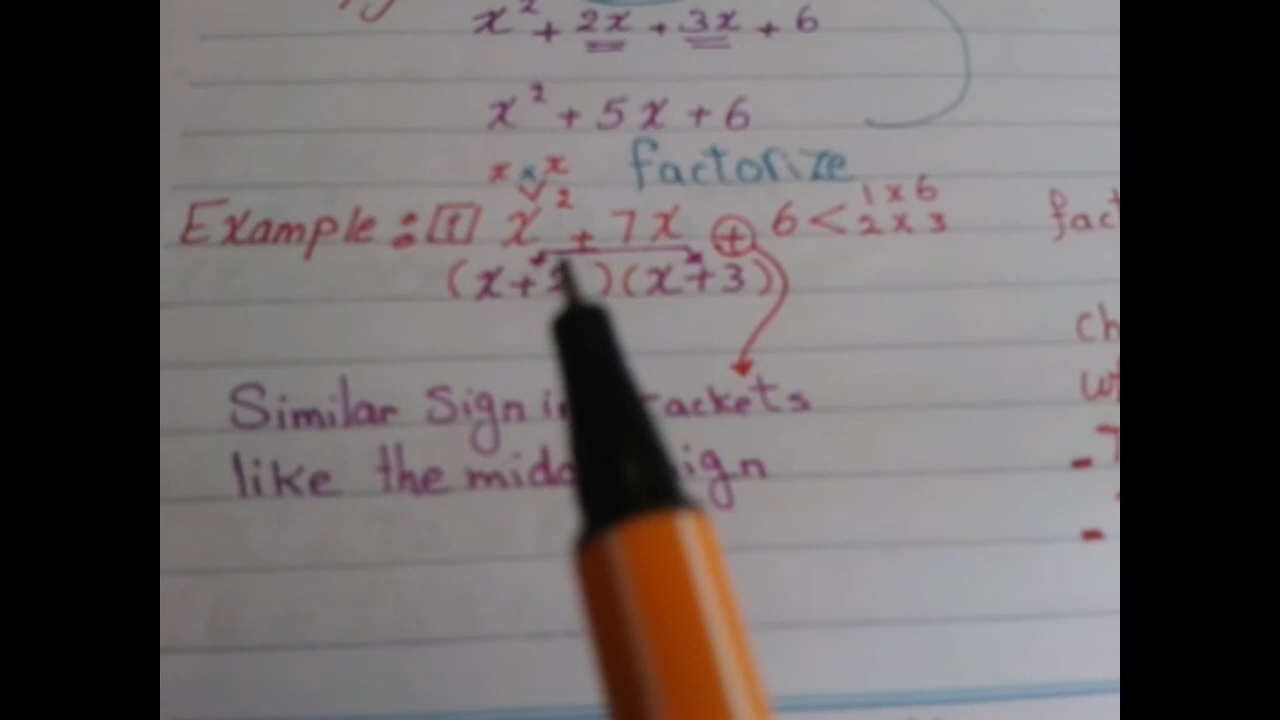 x² + 2x + 3x + 6
x² + 5x + 6
factorize
x x x
1 x 6
Example : 1 x² + 7x + 6 < 2 x 3
(x+ )(x+3)
Similar Sign in
like the sign